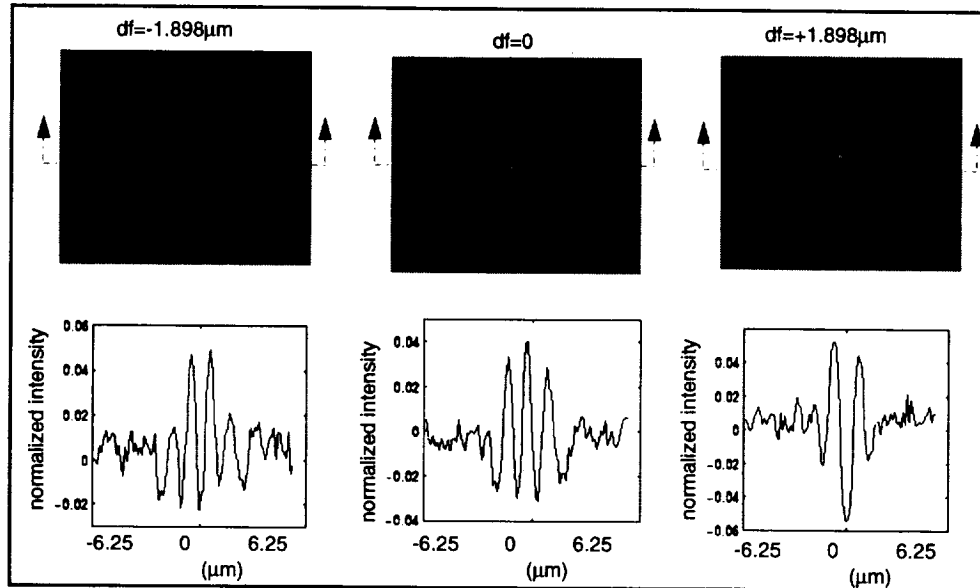 df=-1.898μm
df=0
df=+1.898μm
normalized intensity
0.06
0.04
0.02
0
-0.02
-6.25 0 6.25
(μm)
normalized intensity
0.04
0.02
0
-0.02
-0.04
-6.25 0 6.25
(μm)
normalized intensity
0.04
0.02
0
-0.02
-0.04
-0.06
-6.25 0 6.25
(μm)